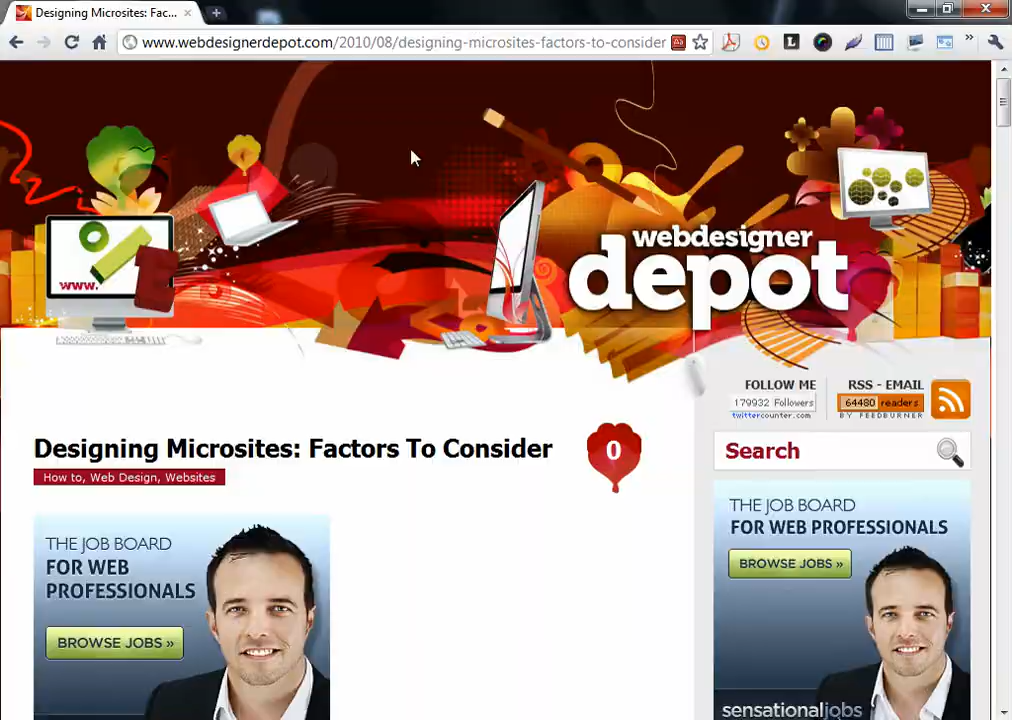 Designing Microsites: Fac...
www.webdesignerdepot.com/2010/08/designing-microsites-factors-to-consider
www.
webdesigner
depot
FOLLOW ME
179932 Followers
twittercounter.com
RSS - EMAIL
64480 readers
BY FEEDBURNER
Designing Microsites: Factors To Consider
0
How to, Web Design, Websites
Search
THE JOB BOARD
FOR WEB
PROFESSIONALS
BROWSE JOBS »
THE JOB BOARD
FOR WEB PROFESSIONALS
BROWSE JOBS »
sensationaljobs